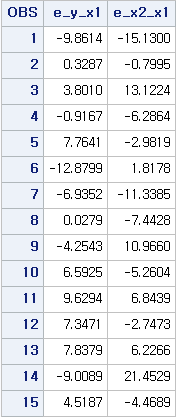 OBS e_y_x1 e_x2_x1
1 -9.8614 -15.1300
2 0.3287 -0.7995
3 3.8010 13.1224
4 -0.9167 -6.2864
5 7.7641 -2.9819
6 -12.8799 1.8178
7 -6.9352 -11.3385
8 0.0279 -7.4428
9 -4.2543 10.9660
10 6.5925 -5.2604
11 9.6294 6.8439
12 7.3471 -2.7473
13 7.8379 6.2266
14 -9.0089 21.4529
15 4.5187 -4.4689